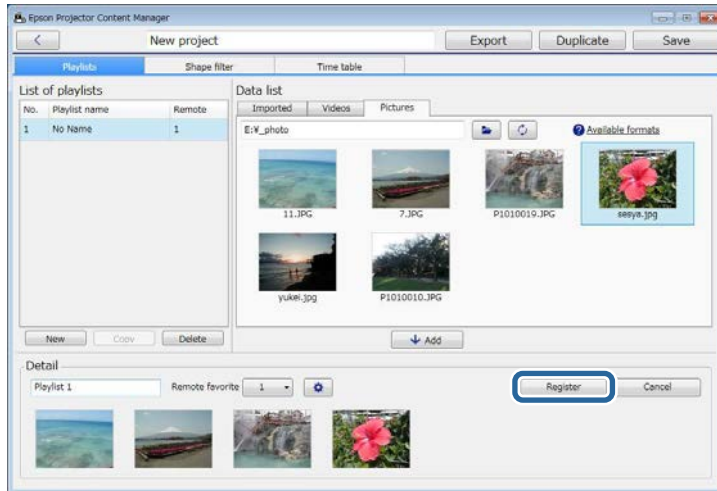 Epson Projector Content Manager
New project
Export
Duplicate
Save
Playlists
Shape filter
Time table
List of playlists
Data list
No.
Playlist name
Remote
Imported
Videos
Pictures
1
No Name
1
E:¥_photo
Available formats
11.JPG
7.JPG
P1010019.JPG
sesya.jpg
yukei.jpg
P1010010.JPG
New
Copy
Delete
Add
Detail
Playlist 1
Remote favorite
1
Register
Cancel